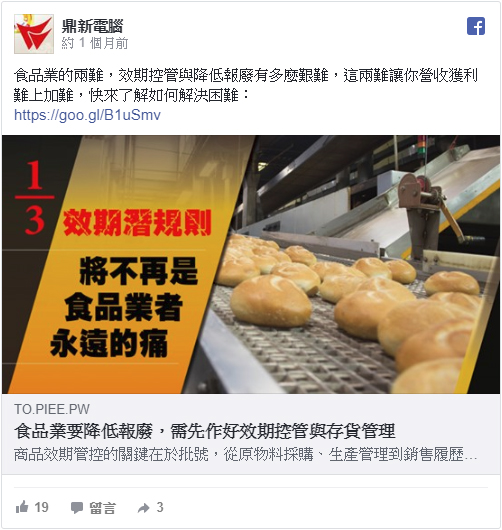 鼎新電腦
約 1 個月前
食品業的兩難，效期控管與降低報廢有多麼艱難，這兩難讓你營收獲利
難上加難，快來了解如何解決困難：
https://goo.gl/B1uSmv
1
3
效期潛規則
將不再是
食品業者
永遠的痛
TO.PIEE.PW
食品業要降低報廢，需先作好效期控管與存貨管理
商品效期管控的關鍵在於批號，從原物料採購、生產管理到銷售履歷…
19 留言 3